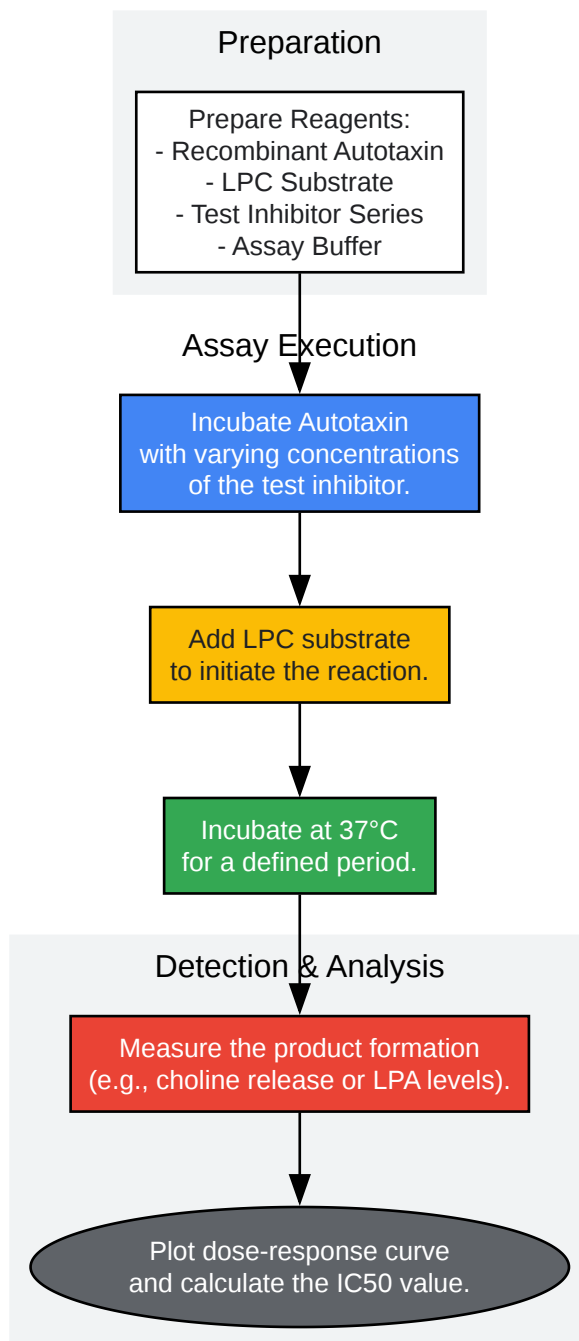 Preparation
Prepare Reagents:
- Recombinant Autotaxin
- LPC Substrate
- Test Inhibitor Series
- Assay Buffer
Assay Execution
Incubate Autotaxin
with varying concentrations
of the test inhibitor.
Add LPC substrate
to initiate the reaction.
Incubate at 37°C
for a defined period.
Detection & Analysis
Measure the product formation
(e.g., choline release or LPA levels).
Plot dose-response curve
and calculate the IC50 value.